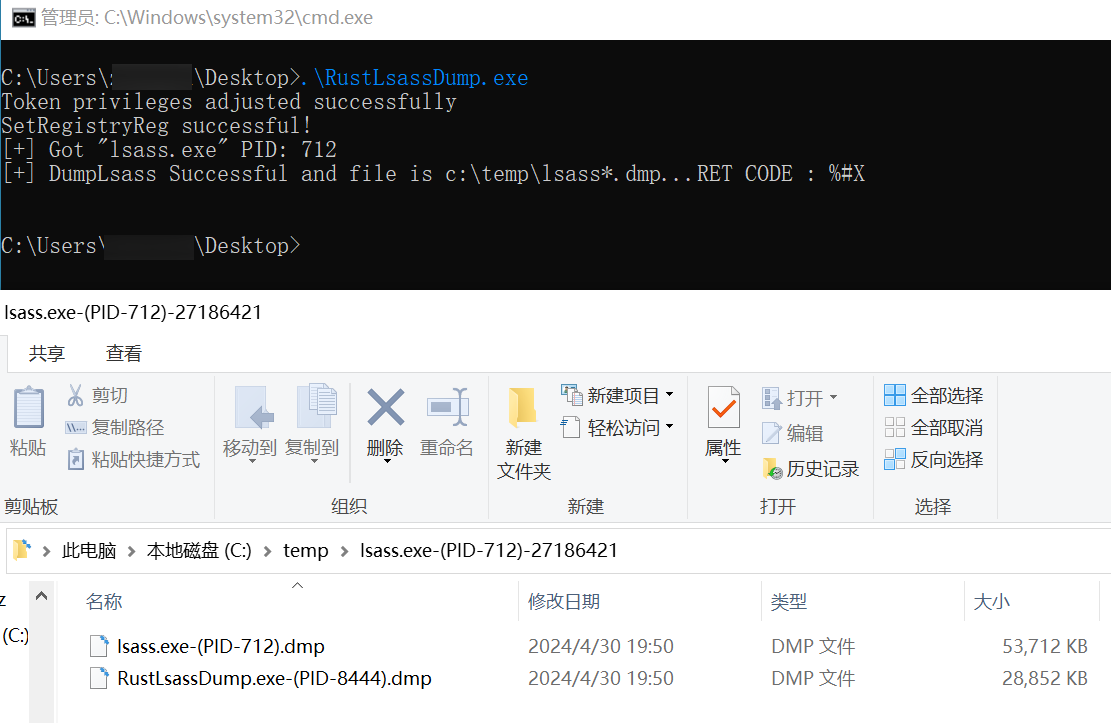 管理员: C:\Windows\system32\cmd.exe
C:\Users\ \Desktop>.\RustLsassDump.exe
Token privileges adjusted successfully
SetRegistryReg successful!
[+] Got "lsass.exe" PID: 712
[+] DumpLsass Successful and file is c:\temp\lsass*.dmp...RET CODE : %#X
C:\Users\ \Desktop>
lsass.exe-(PID-712)-27186421
共享 查看
粘贴 剪切 复制路径 粘贴快捷方式
移动到 复制到 删除 重命名
新建文件夹 新建项目 轻松访问
属性 打开 编辑 历史记录
全部选择 全部取消 反向选择
剪贴板 组织 新建 打开 选择
此电脑 本地磁盘 (C:) temp lsass.exe-(PID-712)-27186421
z
(C:)
名称 修改日期 类型 大小
lsass.exe-(PID-712).dmp 2024/4/30 19:50 DMP 文件 53,712 KB
RustLsassDump.exe-(PID-8444).dmp 2024/4/30 19:50 DMP 文件 28,852 KB